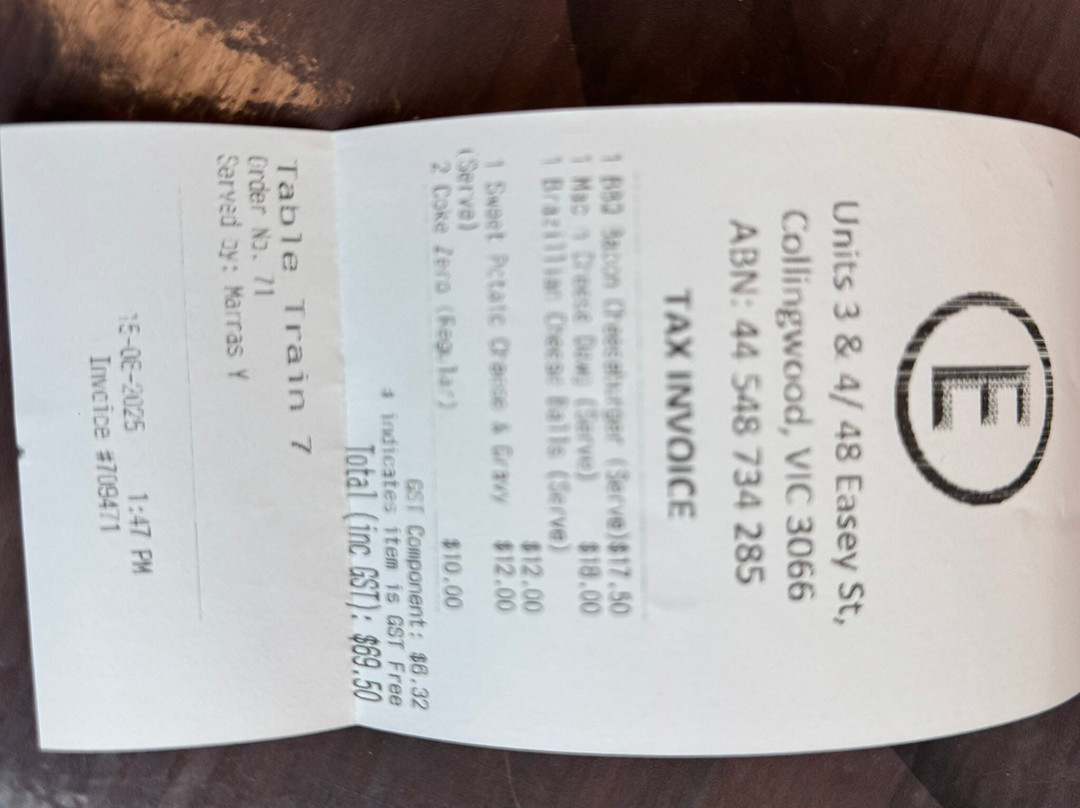 E
Units 3 & 4/ 48 Easey St,
Collingwood, VIC 3066
ABN: 44 548 734 285
TAX INVOICE
1 BBQ Bacon Cheeseburger (Serve)$17.50
1 Mac n Cheese Dawg (Serve) $18.00
1 Brazilian Cheese Balls (Serve)
$12.00
1 Sweet Potato Cheese & Gravy $12.00
(Serve)
2 Coke Zero (Regular) $10.00
GST Component: $6.32
indicates item is GST Free
Total (inc GST): $69.50
Table Train 7
Order No. 71
Served by: Marras Y
2025 1:47 PM
Invoice #709471